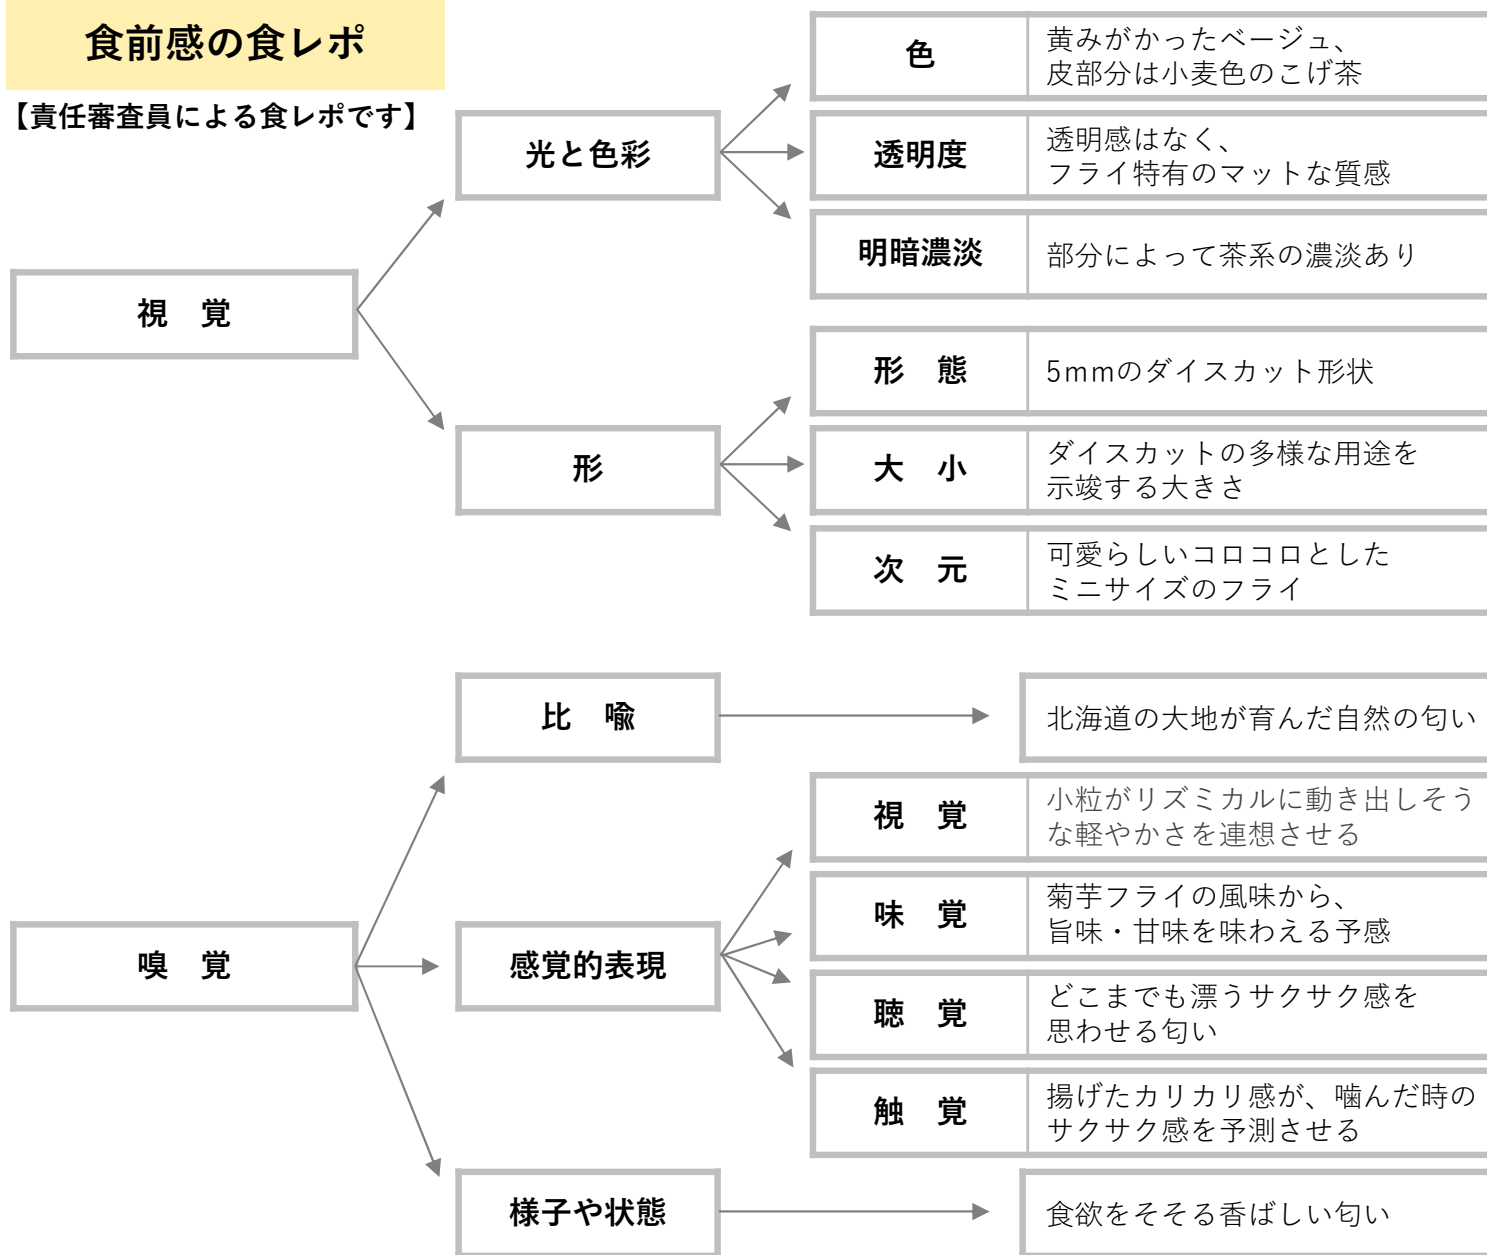 食前感の食レポ
【責任審査員による食レポです】
視　覚
光と色彩
色
黄みがかったベージュ、
皮部分は小麦色のこげ茶
透明度
透明感はなく、
フライ特有のマットな質感
明暗濃淡
部分によって茶系の濃淡あり
形
形　態
5mmのダイスカット形状
大　小
ダイスカットの多様な用途を
示竣する大きさ
次　元
可愛らしいコロコロとした
ミニサイズのフライ
嗅　覚
比　喩
北海道の大地が育んだ自然の匂い
感覚的表現
視　覚
小粒がリズミカルに動き出しそう
な軽やかさを連想させる
味　覚
菊芋フライの風味から、
旨味・甘味を味わえる予感
聴　覚
どこまでも漂うサクサク感を
思わせる匂い
触　覚
揚げたカリカリ感が、噛んだ時の
サクサク感を予測させる
様子や状態
食欲をそそる香ばしい匂い